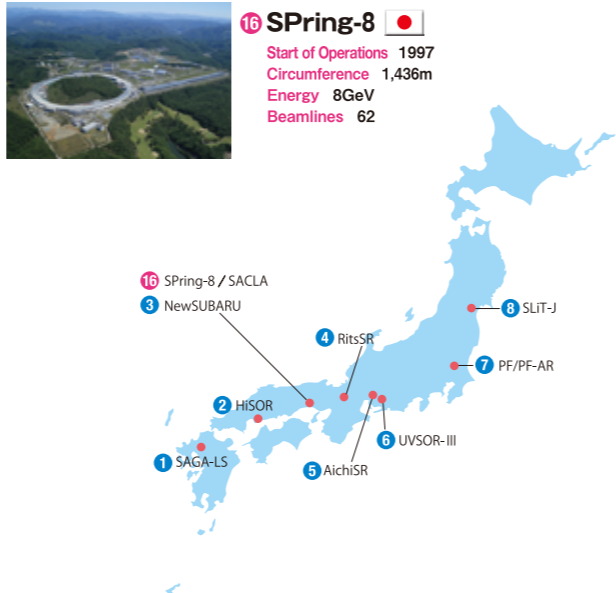 16 SPring-8
Start of Operations 1997
Circumference 1,436m
Energy 8GeV
Beamlines 62
16 SPring-8 / SACLA
3 NewSUBARU
8 SLiT-J
4 RitsSR
7 PF/PF-AR
2 HiSOR
6 UVSOR-III
1 SAGA-LS
5 AichiSR